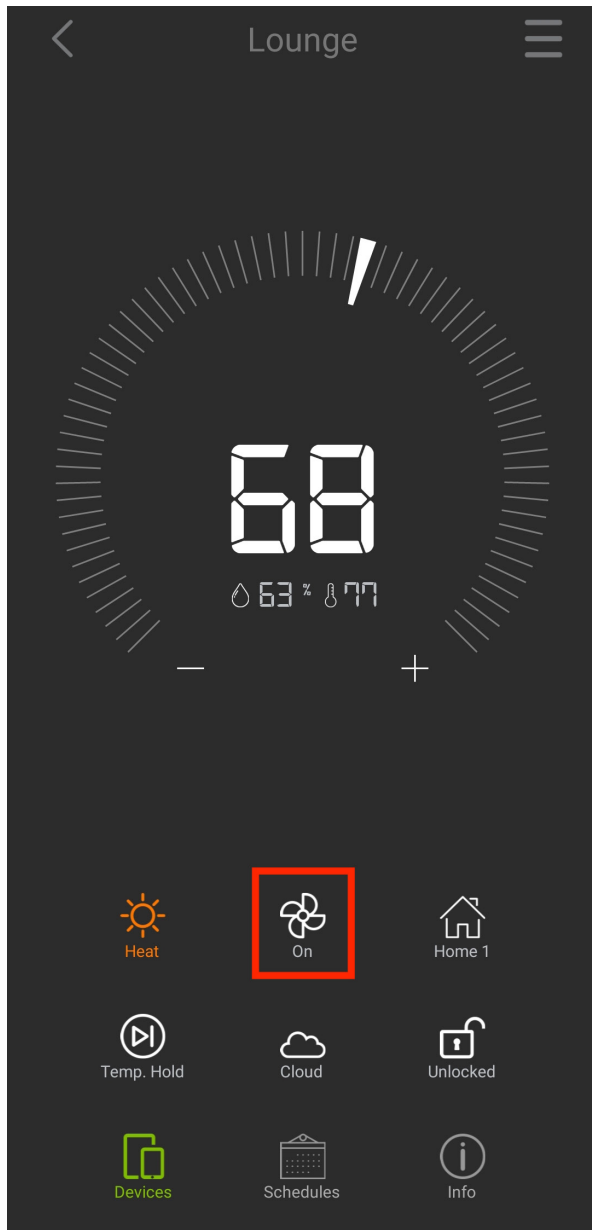 Lounge
68
63 % 77
− +
Heat On Home 1
Temp. Hold Cloud Unlocked
Devices Schedules Info